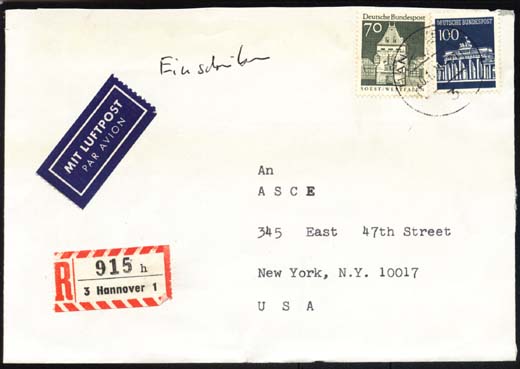 Deutsche Bundespost
70
SOEST-WESTFALEN
DEUTSCHE BUNDESPOST
100
Einschreiben
MIT LUFTPOST
PAR AVION
An
ASCE
345 East 47th Street
New York, N.Y. 10017
USA
R
915 h
3 Hannover 1